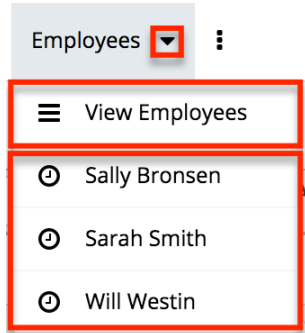 Employees
View Employees
Sally Bronsen
Sarah Smith
Will Westin